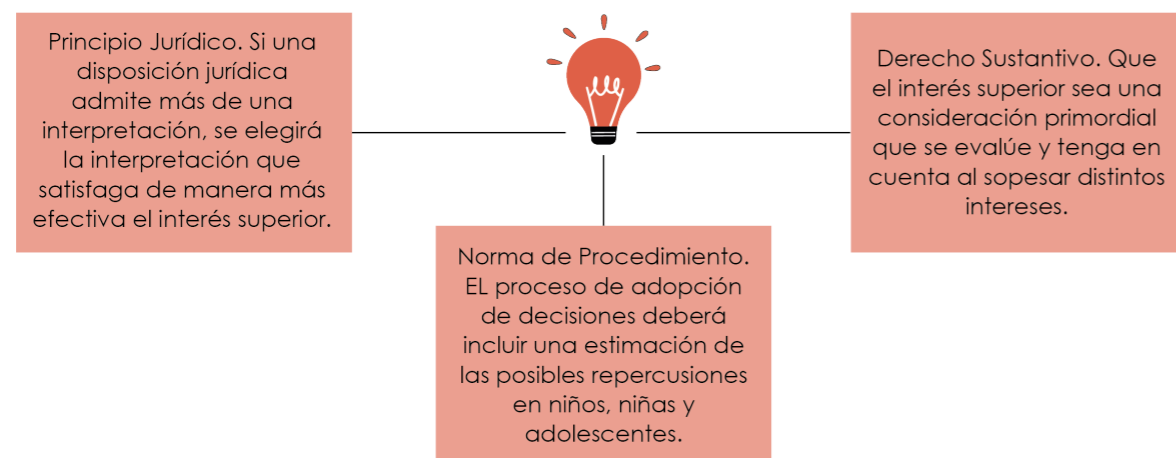 Principio Jurídico. Si una
disposición jurídica
admite más de una
interpretación, se elegirá
la interpretación que
satisfaga de manera más
efectiva el interés superior.
Norma de Procedimiento.
EL proceso de adopción
de decisiones deberá
incluir una estimación de
las posibles repercusiones
en niños, niñas y
adolescentes.
Derecho Sustantivo. Que
el interés superior sea una
consideración primordial
que se evalúe y tenga en
cuenta al sopesar distintos
intereses.